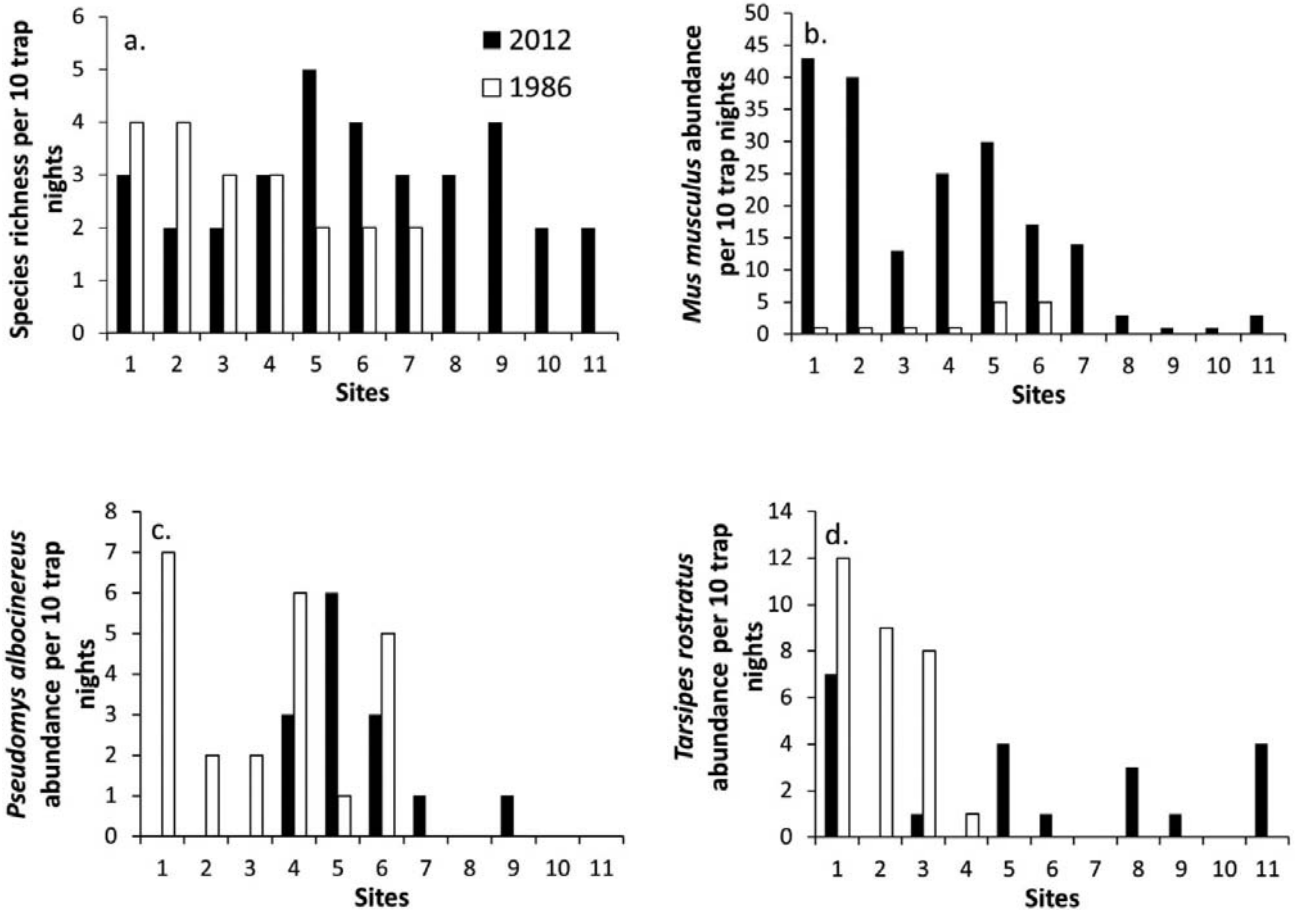 Species richness per 10 trap
nights
6
5
4
3
2
1
0
a.
2012
1986
1 2 3 4 5 6 7 8 9 10 11
Sites
Mus musculus abundance
per 10 trap nights
50
45
40
35
30
25
20
15
10
5
0
b.
1 2 3 4 5 6 7 8 9 10 11
Sites
Pseudomys albocinereus
abundance per 10 trap
nights
8
7
6
5
4
3
2
1
0
c.
1 2 3 4 5 6 7 8 9 10 11
Sites
Tarsipes rostratus
abundance per 10 trap
nights
14
12
10
8
6
4
2
0
d.
1 2 3 4 5 6 7 8 9 10 11
Sites